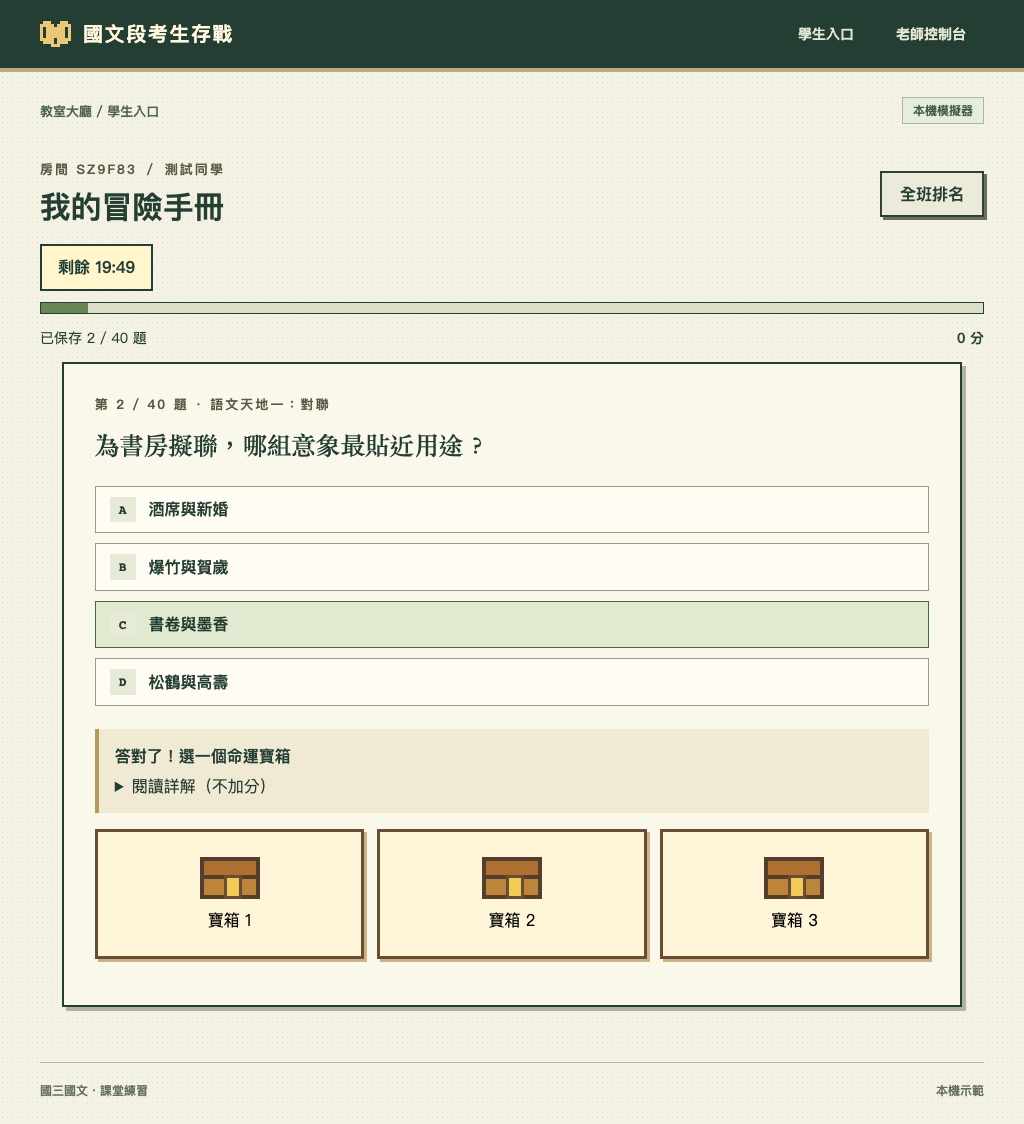 國文段考生存戰
學生入口
老師控制台
教室大廳 / 學生入口
本機模擬器
房間 SZ9F83 / 測試同學
我的冒險手冊
全班排名
剩餘 19:49
已保存 2 / 40 題
0 分
第 2 / 40 題 · 語文天地一：對聯
為書房擬聯，哪組意象最貼近用途？
A 酒席與新婚
B 爆竹與賀歲
C 書卷與墨香
D 松鶴與高壽
答對了！選一個命運寶箱
▶ 閱讀詳解（不加分）
寶箱 1
寶箱 2
寶箱 3
國三國文 · 課堂練習
本機示範